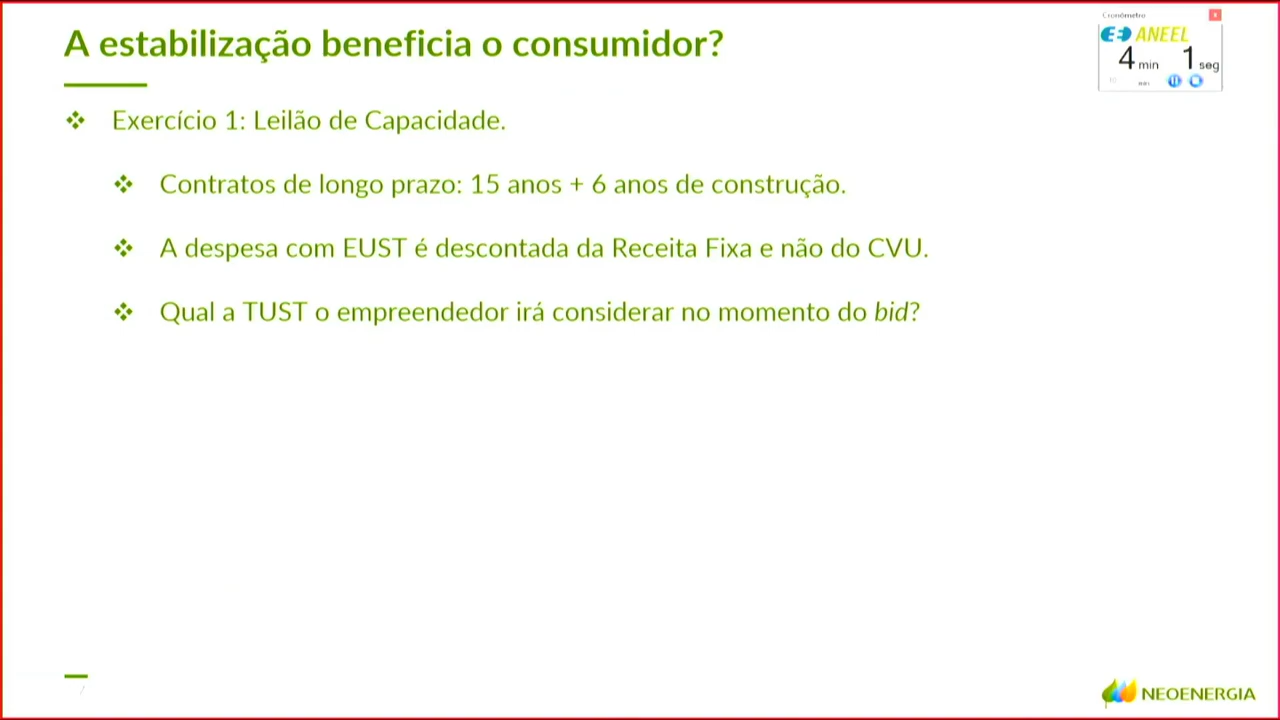 A estabilização beneficia o consumidor?
Cronômetro
x
ANEEL
4 min 1 seg
❖ Exercício 1: Leilão de Capacidade.
❖ Contratos de longo prazo: 15 anos + 6 anos de construção.
❖ A despesa com EUST é descontada da Receita Fixa e não do CVU.
❖ Qual a TUST o empreendedor irá considerar no momento do bid?
NEOENERGIA